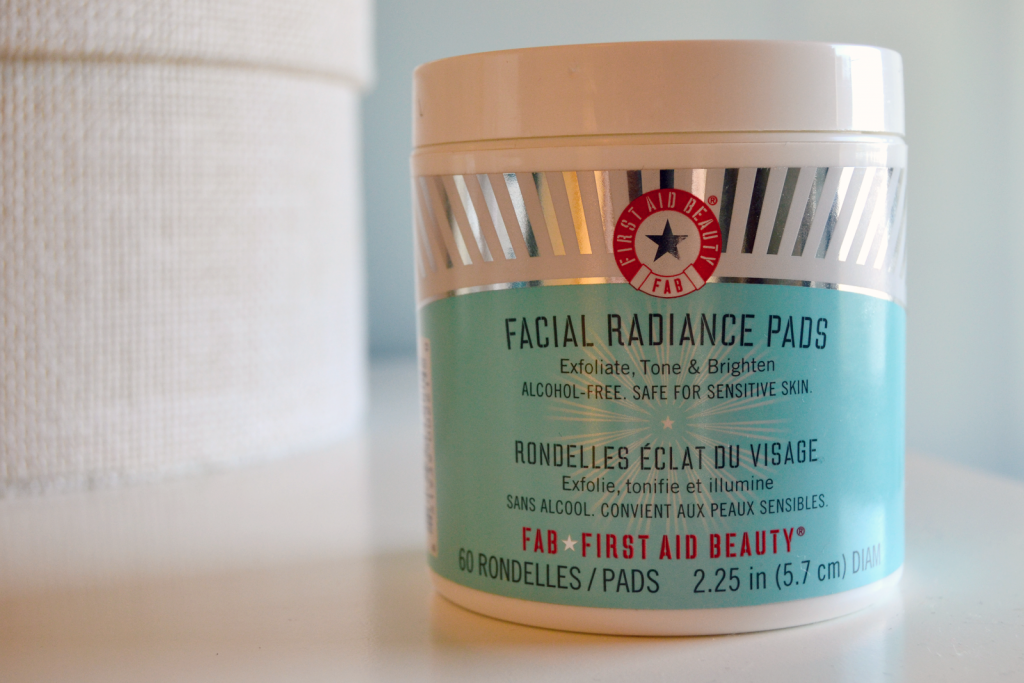 FIRST AID BEAUTY®
FAB
FACIAL RADIANCE PADS
Exfoliate, Tone & Brighten
ALCOHOL-FREE. SAFE FOR SENSITIVE SKIN.
RONDELLES ÉCLAT DU VISAGE
Exfolie, tonifie et illumine
SANS ALCOOL. CONVIENT AUX PEAUX SENSIBLES.
FAB★FIRST AID BEAUTY®
60 RONDELLES / PADS 2.25 in (5.7 cm) DIAM